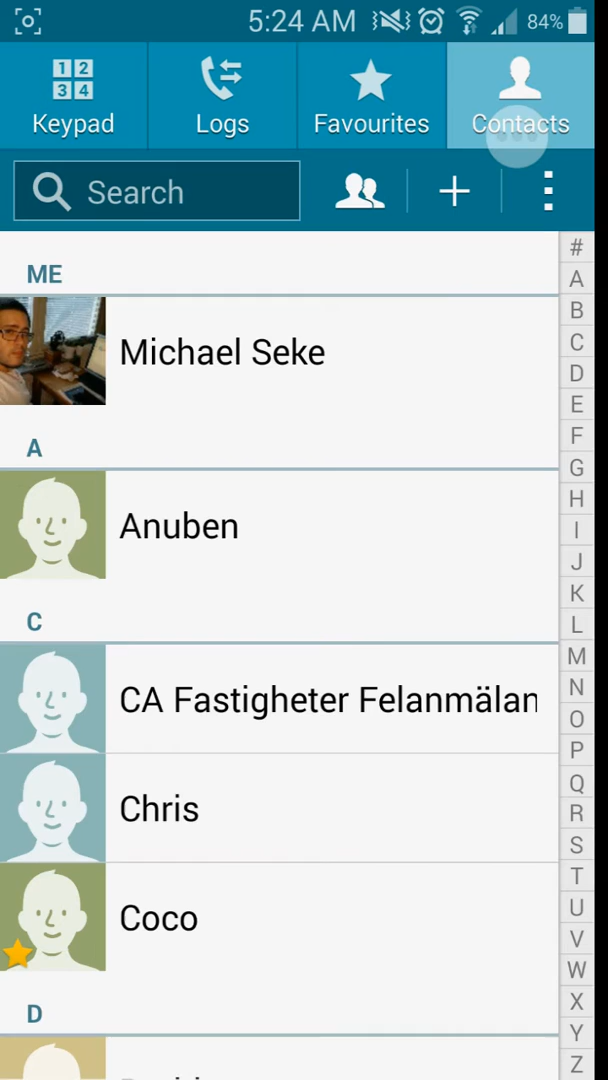 5:24 AM 84%
1 2
3 4
Keypad Logs Favourites Contacts
Search
ME
Michael Seke
A
Anuben
C
CA Fastigheter Felanmälan
Chris
Coco
D
#
A
B
C
D
E
F
G
H
I
J
K
L
M
N
O
P
Q
R
S
T
U
V
W
X
Y
Z